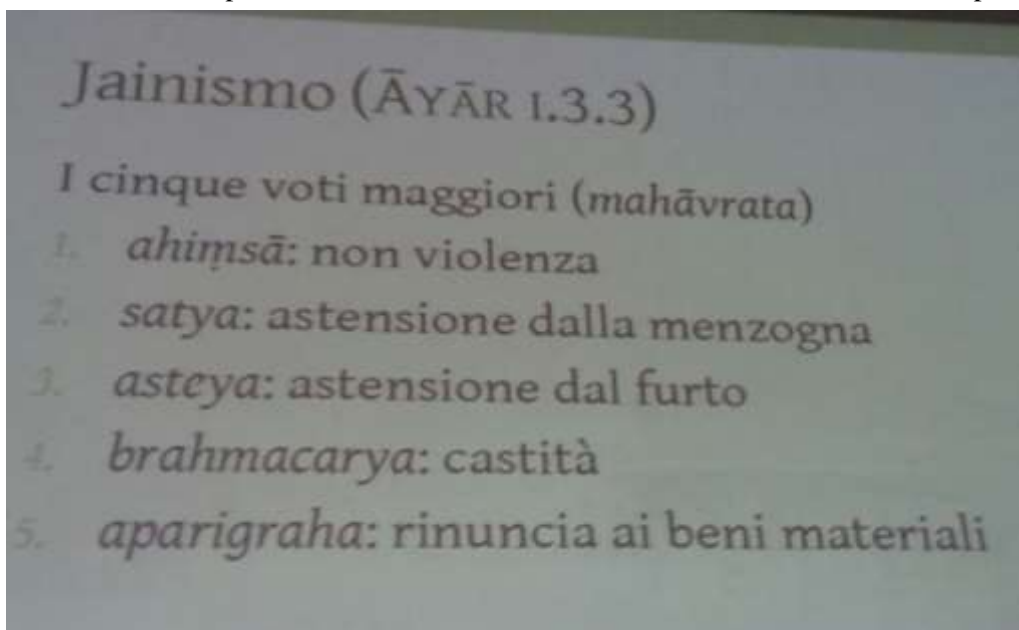 Jainismo (ĀYĀR I.3.3)
I cinque voti maggiori (mahāvrata)
1. ahiṃsā: non violenza
2. satya: astensione dalla menzogna
3. asteya: astensione dal furto
4. brahmacarya: castità
5. aparigraha: rinuncia ai beni materiali